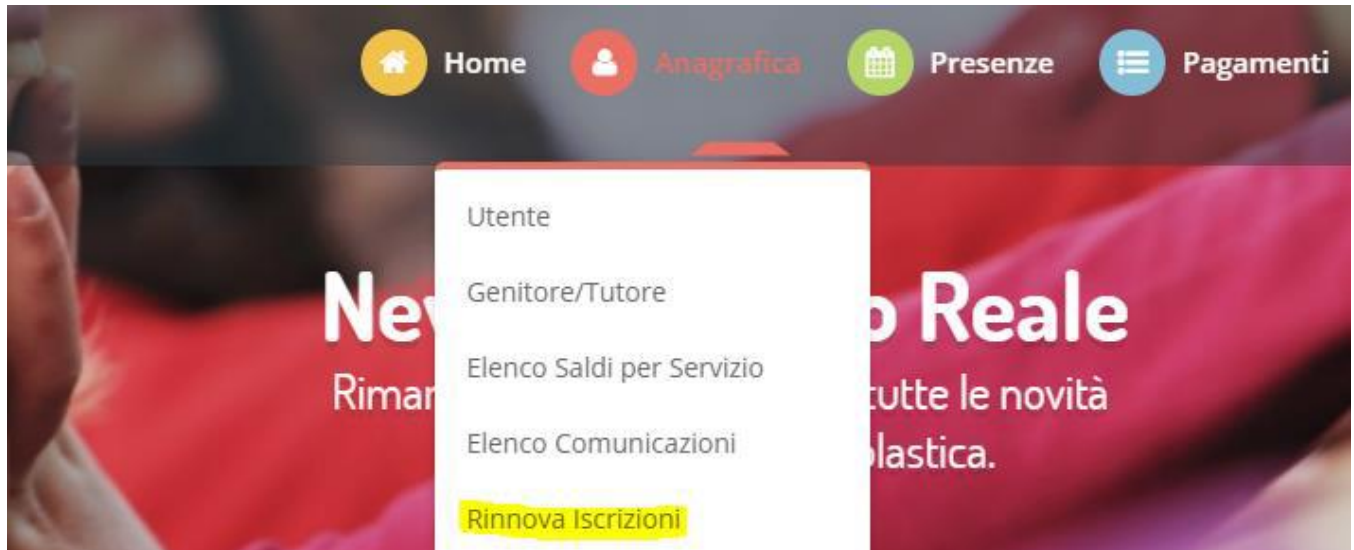 Home Anagrafica Presenze Pagamenti
Utente
Genitore/Tutore
Elenco Saldi per Servizio
Elenco Comunicazioni
Rinnova Iscrizioni
Reale
tutte le novità